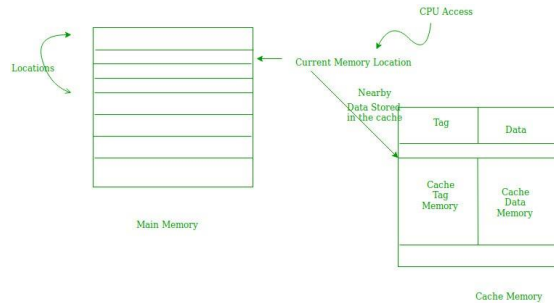 CPU Access
Locations
Current Memory Location
Nearby
Data Stored
in the cache
Tag
Data
Cache
Tag
Memory
Cache
Data
Memory
Main Memory
Cache Memory